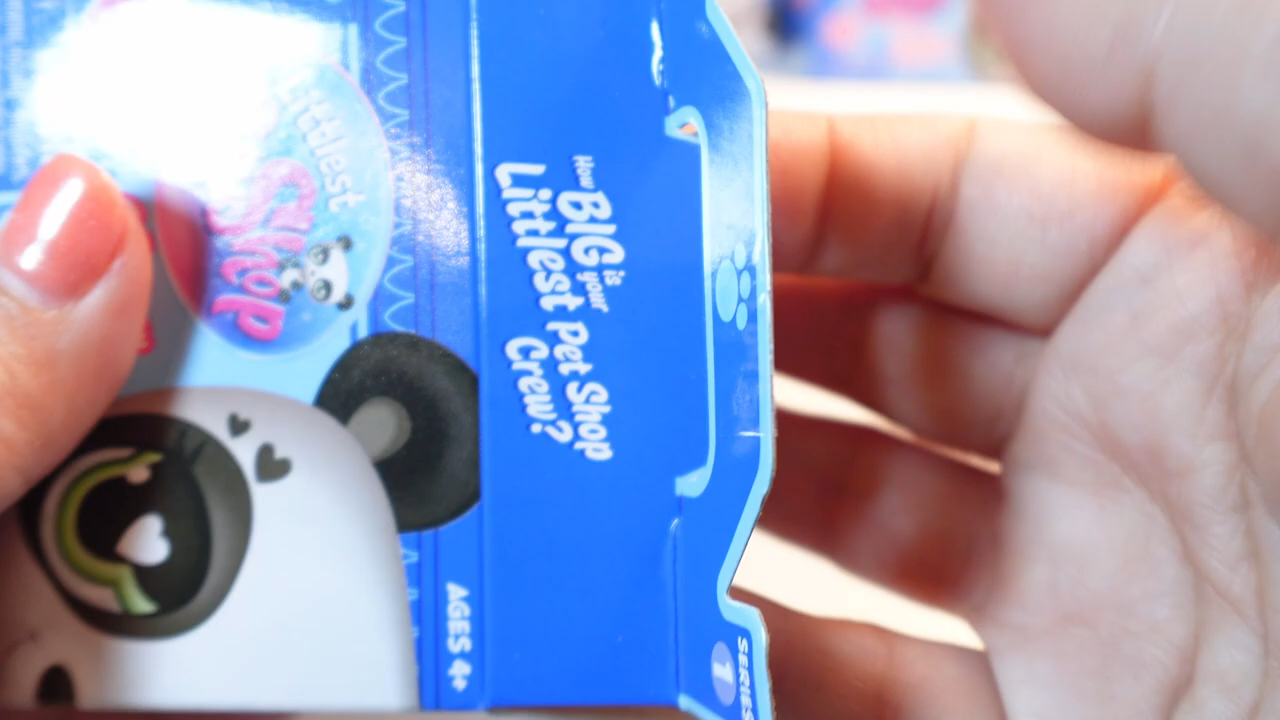 Littlest
Shop
How BIG is your
Littlest Pet Shop
Crew?
AGES 4+
SERIES
1